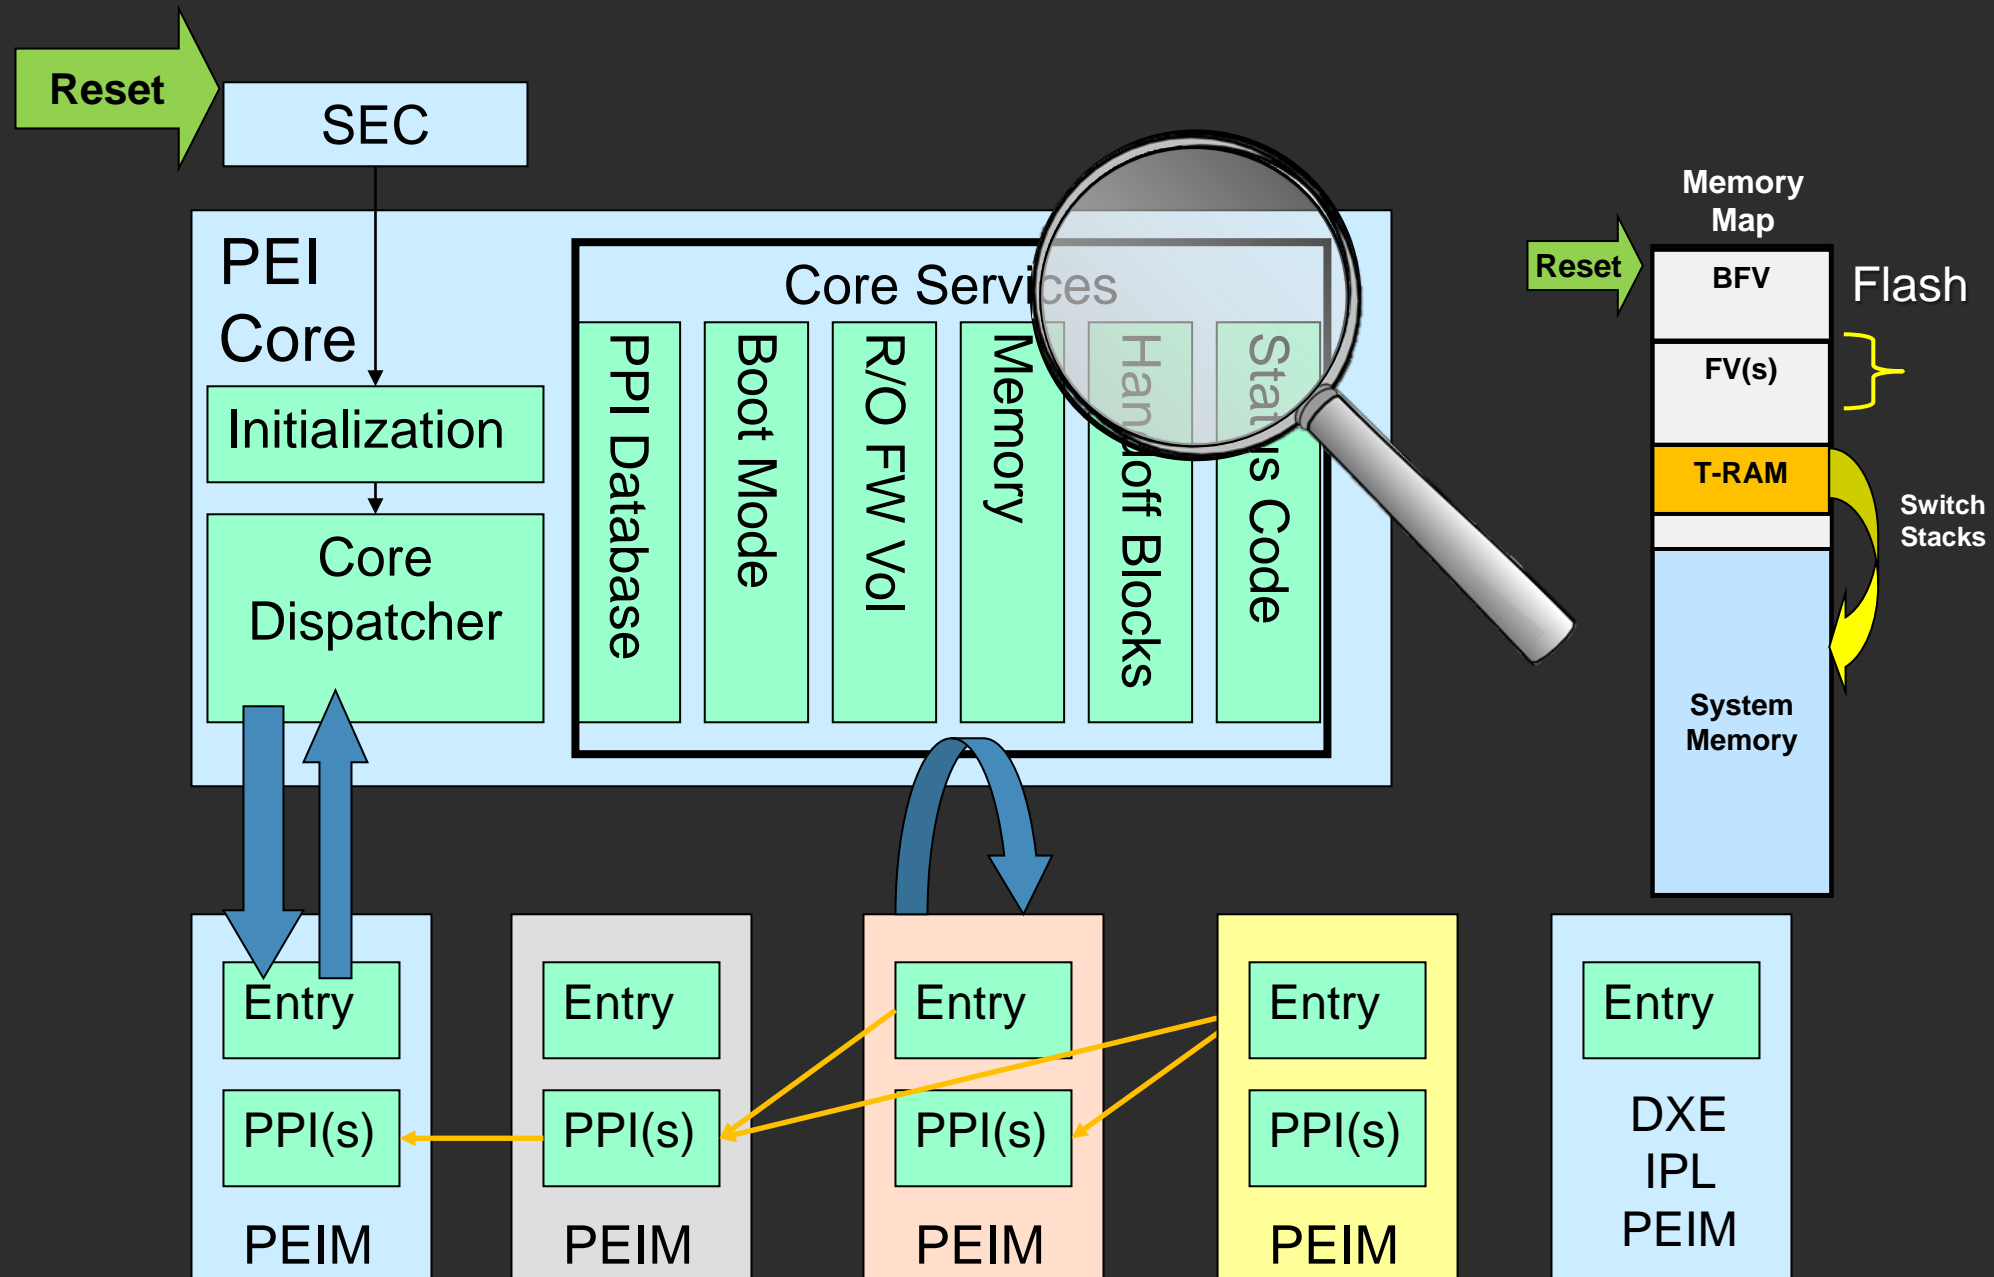 Reset
SEC
PEI
Core
Initialization
Core
Dispatcher
Core Services
PPI Database
Boot Mode
R/O FW Vol
Memory
Handoff Blocks
Status Code
Memory
Map
Reset
BFV
Flash
FV(s)
T-RAM
Switch
Stacks
System
Memory
Entry
PPI(s)
PEIM
Entry
PPI(s)
PEIM
Entry
PPI(s)
PEIM
Entry
PPI(s)
PEIM
Entry
DXE
IPL
PEIM